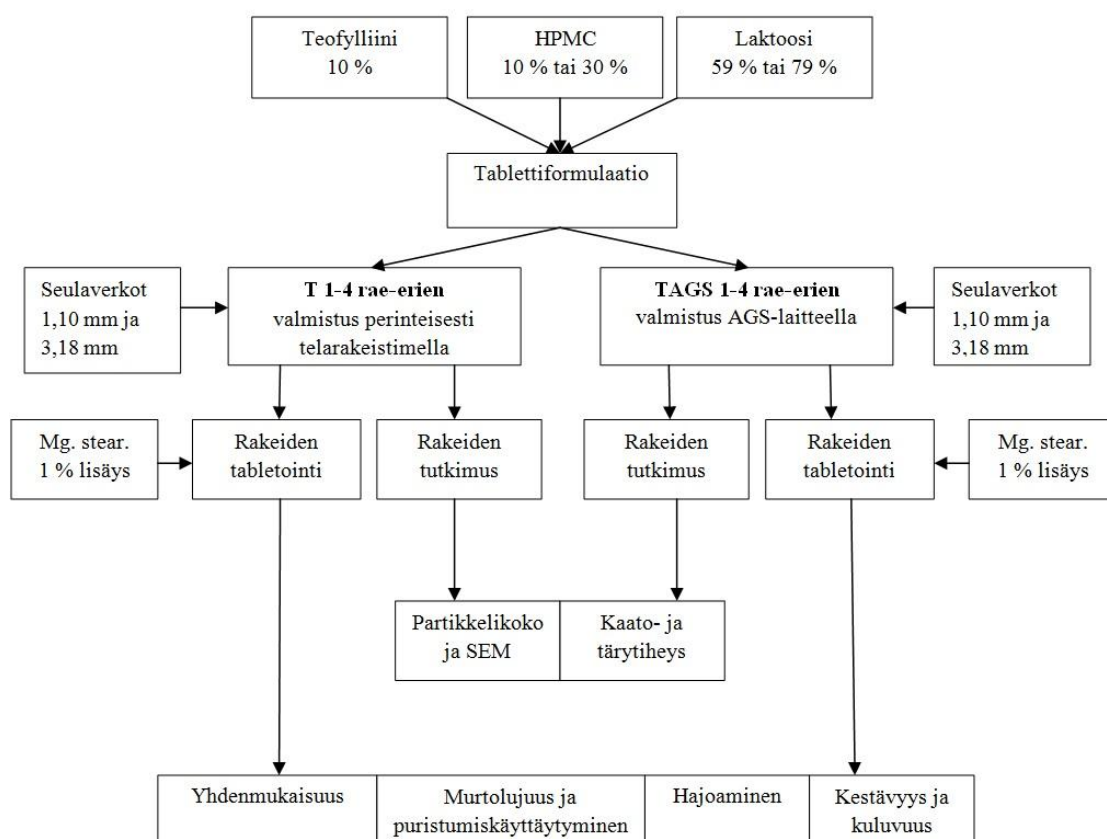 Teofylliini
10 %
HPMC
10 % tai 30 %
Laktoosi
59 % tai 79 %
Tablettiformulaatio
Seulaverkot
1,10 mm ja
3,18 mm
T 1-4 rae-erien
valmistus perinteisesti
telarakeistimella
TAGS 1-4 rae-erien
valmistus AGS-laitteella
Seulaverkot
1,10 mm ja
3,18 mm
Mg. stear.
1 % lisäys
Rakeiden
tabletointi
Rakeiden
tutkimus
Rakeiden
tutkimus
Rakeiden
tabletointi
Mg. stear.
1 % lisäys
Partikkelikoko
ja SEM
Kaato- ja
tärytiheys
Yhdenmukaisuus
Murtolujuus ja
puristumiskäyttäytyminen
Hajoaminen
Kestävyys ja
kuluvuus